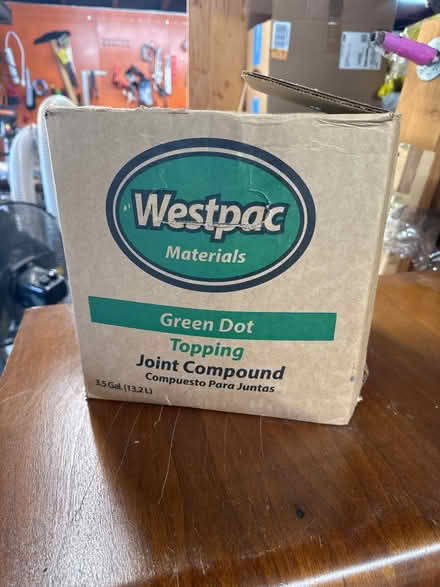 Westpac
Materials
Green Dot
Topping
Joint Compound
Compuesto Para Juntas
3.5 Gal. (13.2 L)